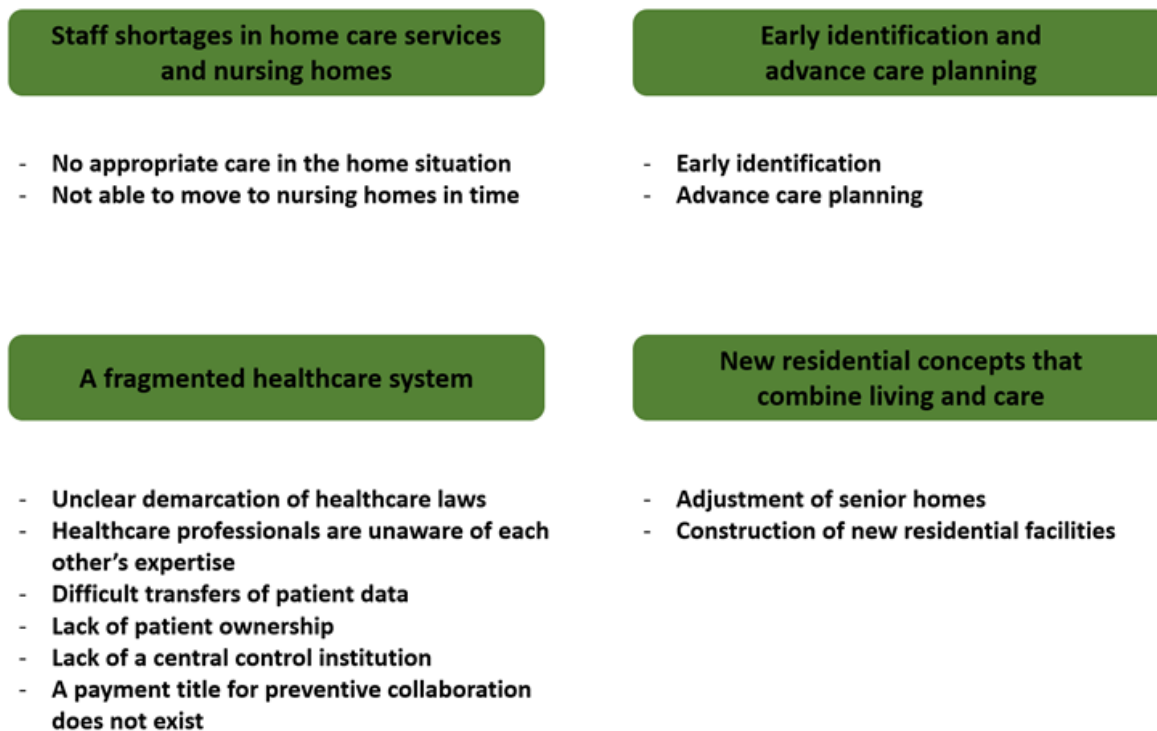 Staff shortages in home care services
and nursing homes
- No appropriate care in the home situation
- Not able to move to nursing homes in time
Early identification and
advance care planning
- Early identification
- Advance care planning
A fragmented healthcare system
- Unclear demarcation of healthcare laws
- Healthcare professionals are unaware of each
other’s expertise
- Difficult transfers of patient data
- Lack of patient ownership
- Lack of a central control institution
- A payment title for preventive collaboration
does not exist
New residential concepts that
combine living and care
- Adjustment of senior homes
- Construction of new residential facilities